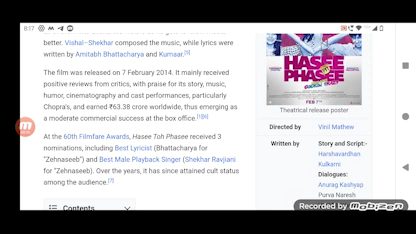 8:17
better. Vishal–Shekhar composed the music, while lyrics were
written by Amitabh Bhattacharya and Kumaar.[5]
The film was released on 7 February 2014. It mainly received
positive reviews from critics, with praise for its story, music,
humor, cinematography and cast performances, particularly
Chopra's, and earned ₹63.38 crore worldwide, thus emerging as
a moderate commercial success at the box office.[1][6]
At the 60th Filmfare Awards, Hasee Toh Phasee received 3
nominations, including Best Lyricist (Bhattacharya for
"Zehnaseeb") and Best Male Playback Singer (Shekhar Ravjiani
for "Zehnaseeb). Over the years, it has since attained cult status
among the audience.[7]
Contents
HASEE
PHASEE
FEB 7
Theatrical release poster
Directed by Vinil Mathew
Written by Story and Script:-
Harshavardhan
Kulkarni
Dialogues:
Anurag Kashyap
Purva Naresh
Recorded by mobizen